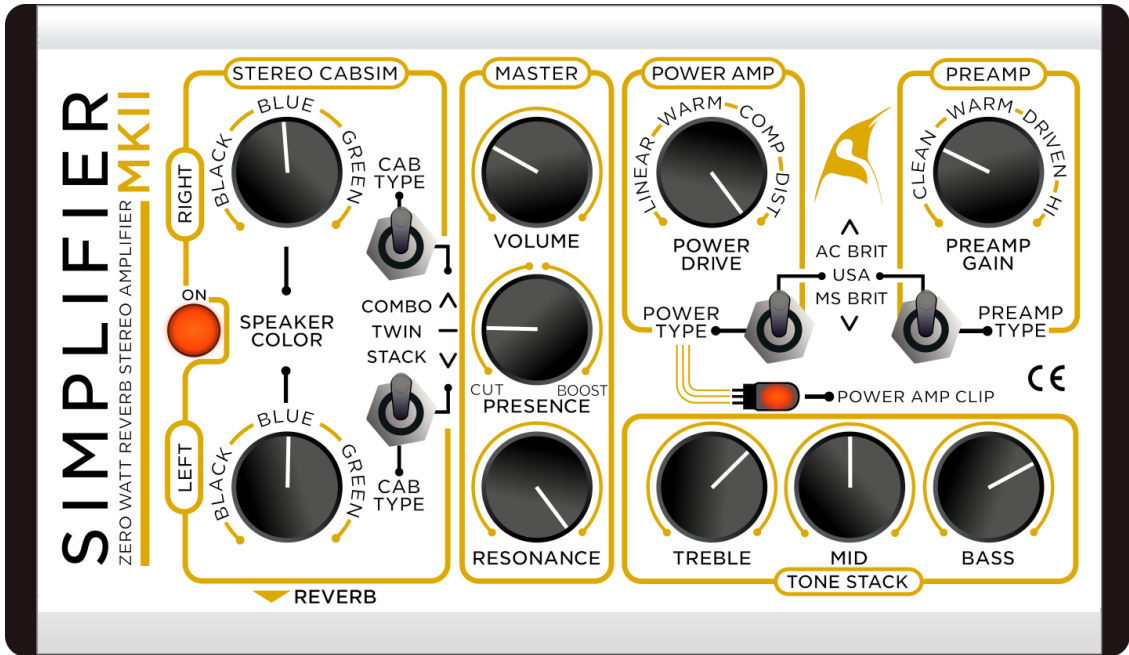 SIMPLIFIER
MKII
ZERO WATT REVERB STEREO AMPLIFIER
STEREO CABSIM
RIGHT
BLACK
BLUE
GREEN
CAB
TYPE
ON
SPEAKER
COLOR
COMBO
TWIN
STACK
LEFT
BLACK
BLUE
GREEN
CAB
TYPE
REVERB
MASTER
VOLUME
CUT
BOOST
PRESENCE
RESONANCE
POWER AMP
LINEAR
WARM
COMP
DIST
POWER
DRIVE
POWER
TYPE
AC BRIT
USA
MS BRIT
PREAMP
CLEAN
WARM
DRIVEN
HI
PREAMP
GAIN
PREAMP
TYPE
CE
POWER AMP CLIP
TREBLE
MID
BASS
TONE STACK